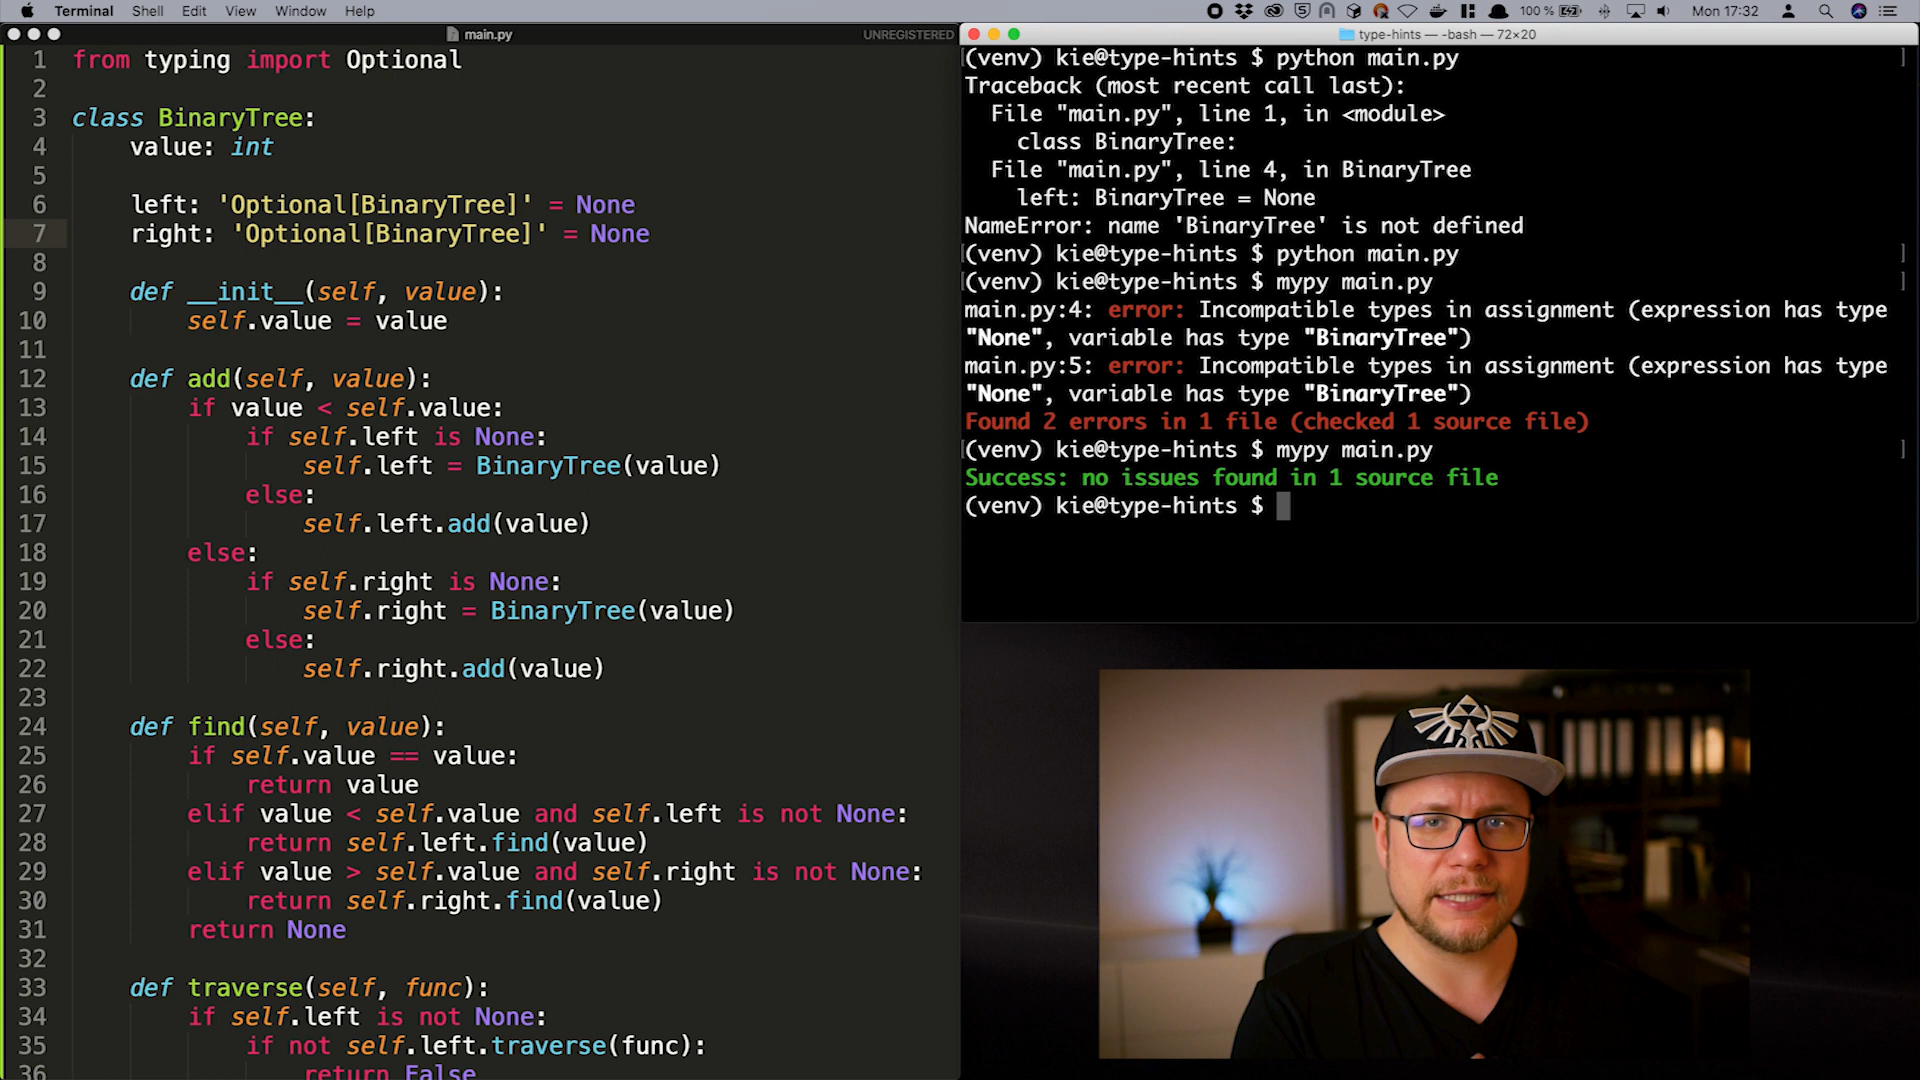 Terminal Shell Edit View Window Help
100 % Mon 17:32
main.py UNREGISTERED
1 from typing import Optional
2
3 class BinaryTree:
4 value: int
5
6 left: 'Optional[BinaryTree]' = None
7 right: 'Optional[BinaryTree]' = None
8
9 def __init__(self, value):
10 self.value = value
11
12 def add(self, value):
13 if value < self.value:
14 if self.left is None:
15 self.left = BinaryTree(value)
16 else:
17 self.left.add(value)
18 else:
19 if self.right is None:
20 self.right = BinaryTree(value)
21 else:
22 self.right.add(value)
23
24 def find(self, value):
25 if self.value == value:
26 return value
27 elif value < self.value and self.left is not None:
28 return self.left.find(value)
29 elif value > self.value and self.right is not None:
30 return self.right.find(value)
31 return None
32
33 def traverse(self, func):
34 if self.left is not None:
35 if not self.left.traverse(func):
36 return False
type-hints — -bash — 72×20
(venv) kie@type-hints $ python main.py
Traceback (most recent call last):
File "main.py", line 1, in <module>
class BinaryTree:
File "main.py", line 4, in BinaryTree
left: BinaryTree = None
NameError: name 'BinaryTree' is not defined
(venv) kie@type-hints $ python main.py
(venv) kie@type-hints $ mypy main.py
main.py:4: error: Incompatible types in assignment (expression has type
"None", variable has type "BinaryTree")
main.py:5: error: Incompatible types in assignment (expression has type
"None", variable has type "BinaryTree")
Found 2 errors in 1 file (checked 1 source file)
(venv) kie@type-hints $ mypy main.py
Success: no issues found in 1 source file
(venv) kie@type-hints $